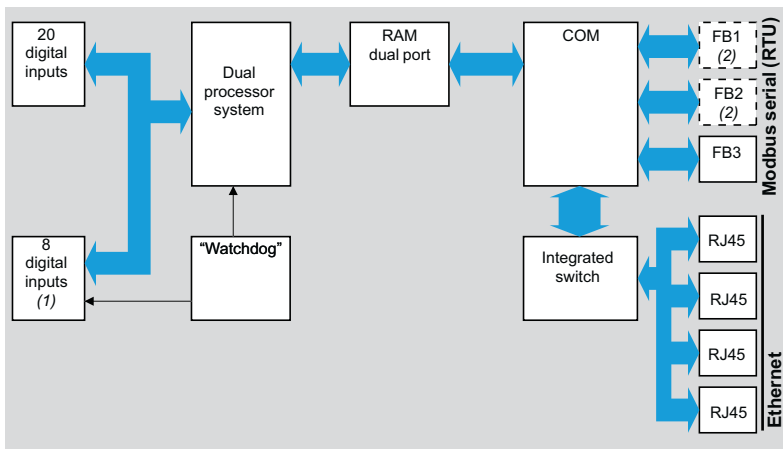 20
digital
inputs
Dual
processor
system
RAM
dual port
COM
FB1
(2)
FB2
(2)
FB3
Modbus serial (RTU)
8
digital
inputs
(1)
“Watchdog”
Integrated
switch
RJ45
RJ45
RJ45
RJ45
Ethernet